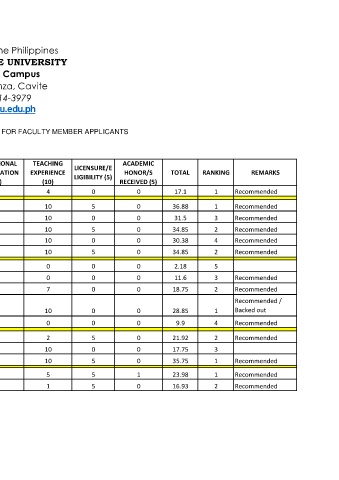 ne Philippines
E UNIVERSITY
Campus
nza, Cavite
14-3979
u.edu.ph
FOR FACULTY MEMBER APPLICANTS
IONAL ATION ) TEACHING EXPERIENCE (10) LICENSURE/E LIGIBILITY (5) ACADEMIC HONOR/S RECEIVED (5) TOTAL RANKING REMARKS
4 0 0 17.1 1 Recommended
10 5 0 36.88 1 Recommended
10 0 0 31.5 3 Recommended
10 5 0 34.85 2 Recommended
10 0 0 30.38 4 Recommended
10 5 0 34.85 2 Recommended
0 0 0 2.18 5
0 0 0 11.6 3 Recommended
7 0 0 18.75 2 Recommended
10 0 0 28.85 1 Recommended / Backed out
0 0 0 9.9 4 Recommended
2 5 0 21.92 2 Recommended
10 0 0 17.75 3
10 5 0 35.75 1 Recommended
5 5 1 23.98 1 Recommended
1 5 0 16.93 2 Recommended